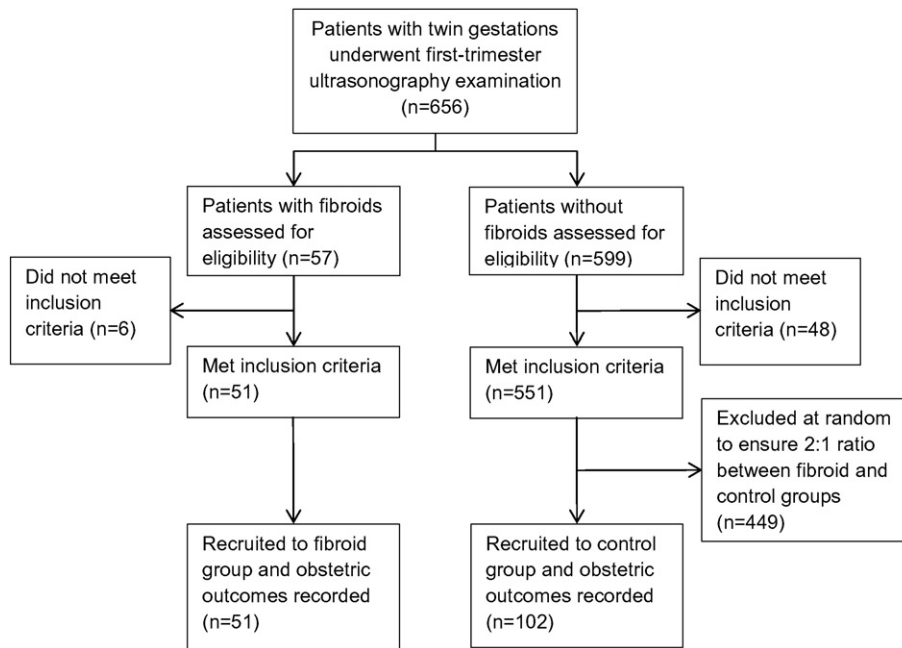 Patients with twin gestations
underwent first-trimester
ultrasonography examination
(n=656)
Patients with fibroids
assessed for
eligibility (n=57)
Patients without
fibroids assessed for
eligibility (n=599)
Did not meet
inclusion
criteria (n=6)
Did not meet
inclusion
criteria (n=48)
Met inclusion criteria
(n=51)
Met inclusion criteria
(n=551)
Excluded at random
to ensure 2:1 ratio
between fibroid and
control groups
(n=449)
Recruited to fibroid
group and obstetric
outcomes recorded
(n=51)
Recruited to control
group and obstetric
outcomes recorded
(n=102)